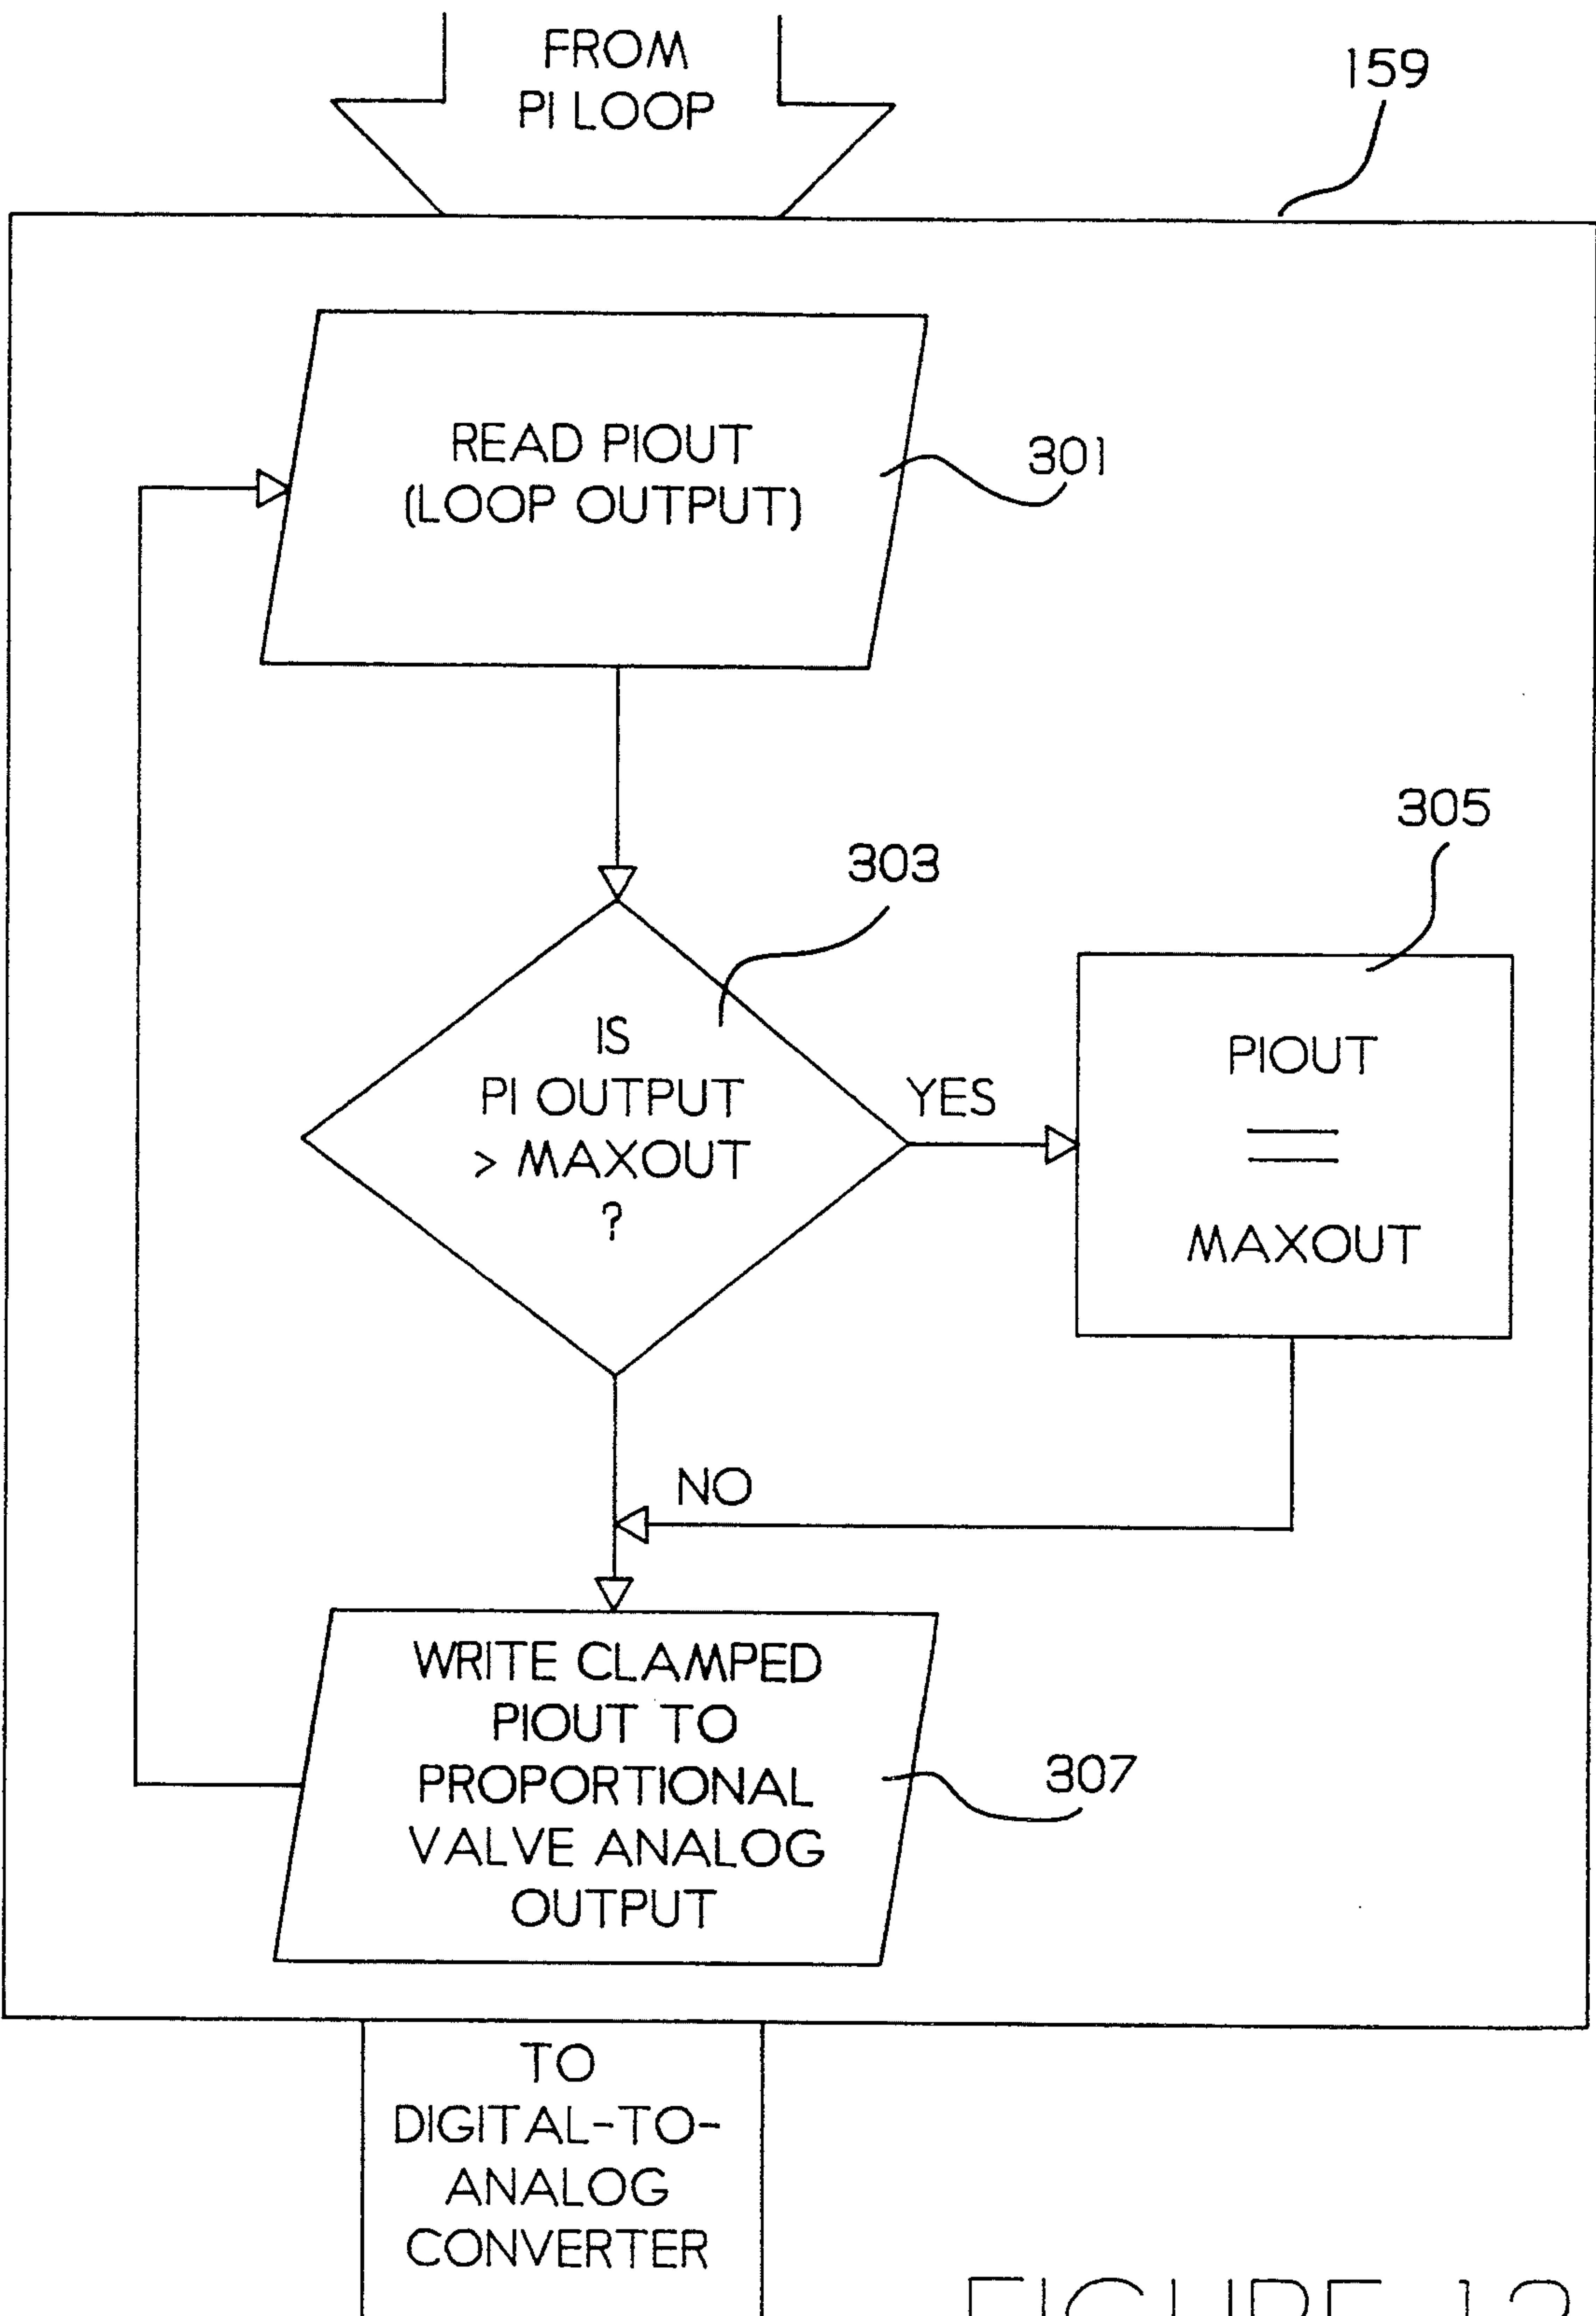 FROM
PI LOOP
159
READ PIOUT
(LOOP OUTPUT)
301
303
305
IS
PI OUTPUT
> MAXOUT
?
YES
PIOUT
=
MAXOUT
NO
WRITE CLAMPED
PIOUT TO
PROPORTIONAL
VALVE ANALOG
OUTPUT
307
TO
DIGITAL-TO-
ANALOG
CONVERTER
FIGURE